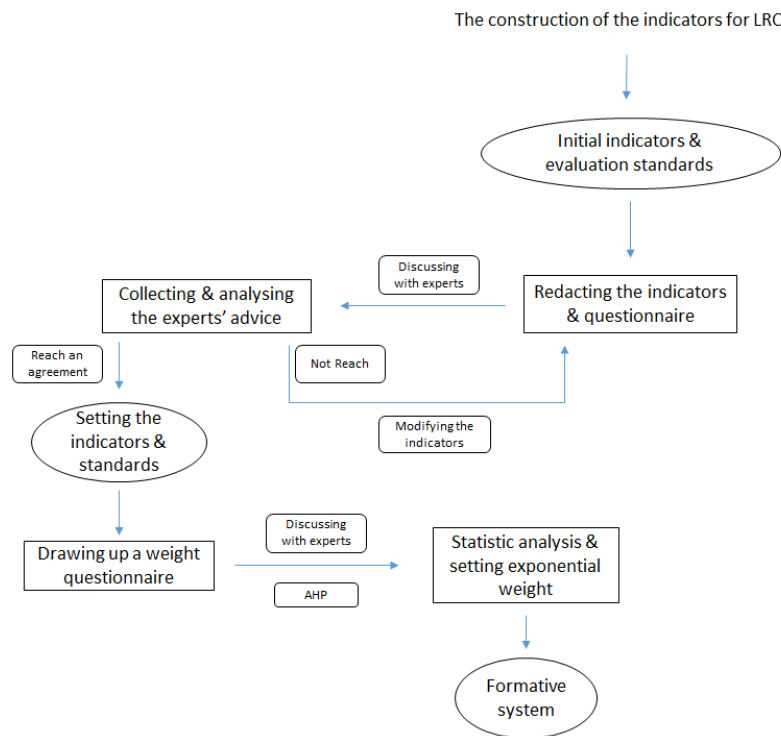 The construction of the indicators for LRC
Initial indicators &
evaluation standards
Discussing
with experts
Redacting the indicators
& questionnaire
Collecting & analysing
the experts' advice
Reach an
agreement
Not Reach
Modifying the
indicators
Setting the
indicators &
standards
Drawing up a weight
questionnaire
Discussing
with experts
AHP
Statistic analysis &
setting exponential
weight
Formative
system